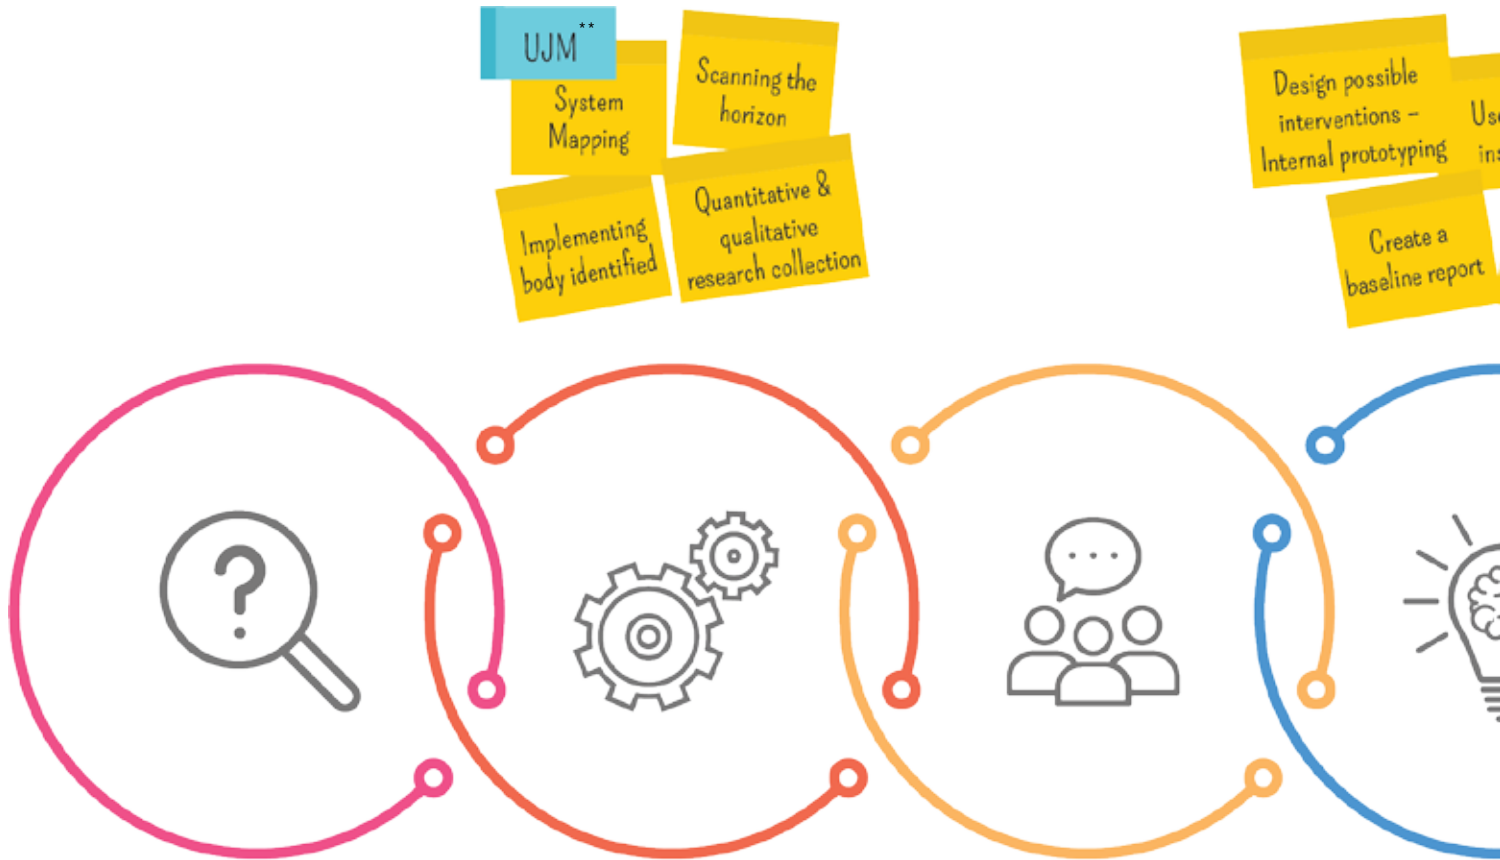 UJM**
System
Mapping
Scanning the
horizon
Implementing
body identified
Quantitative &
qualitative
research collection
Design possible
interventions –
Internal prototyping
Create a
baseline report
?